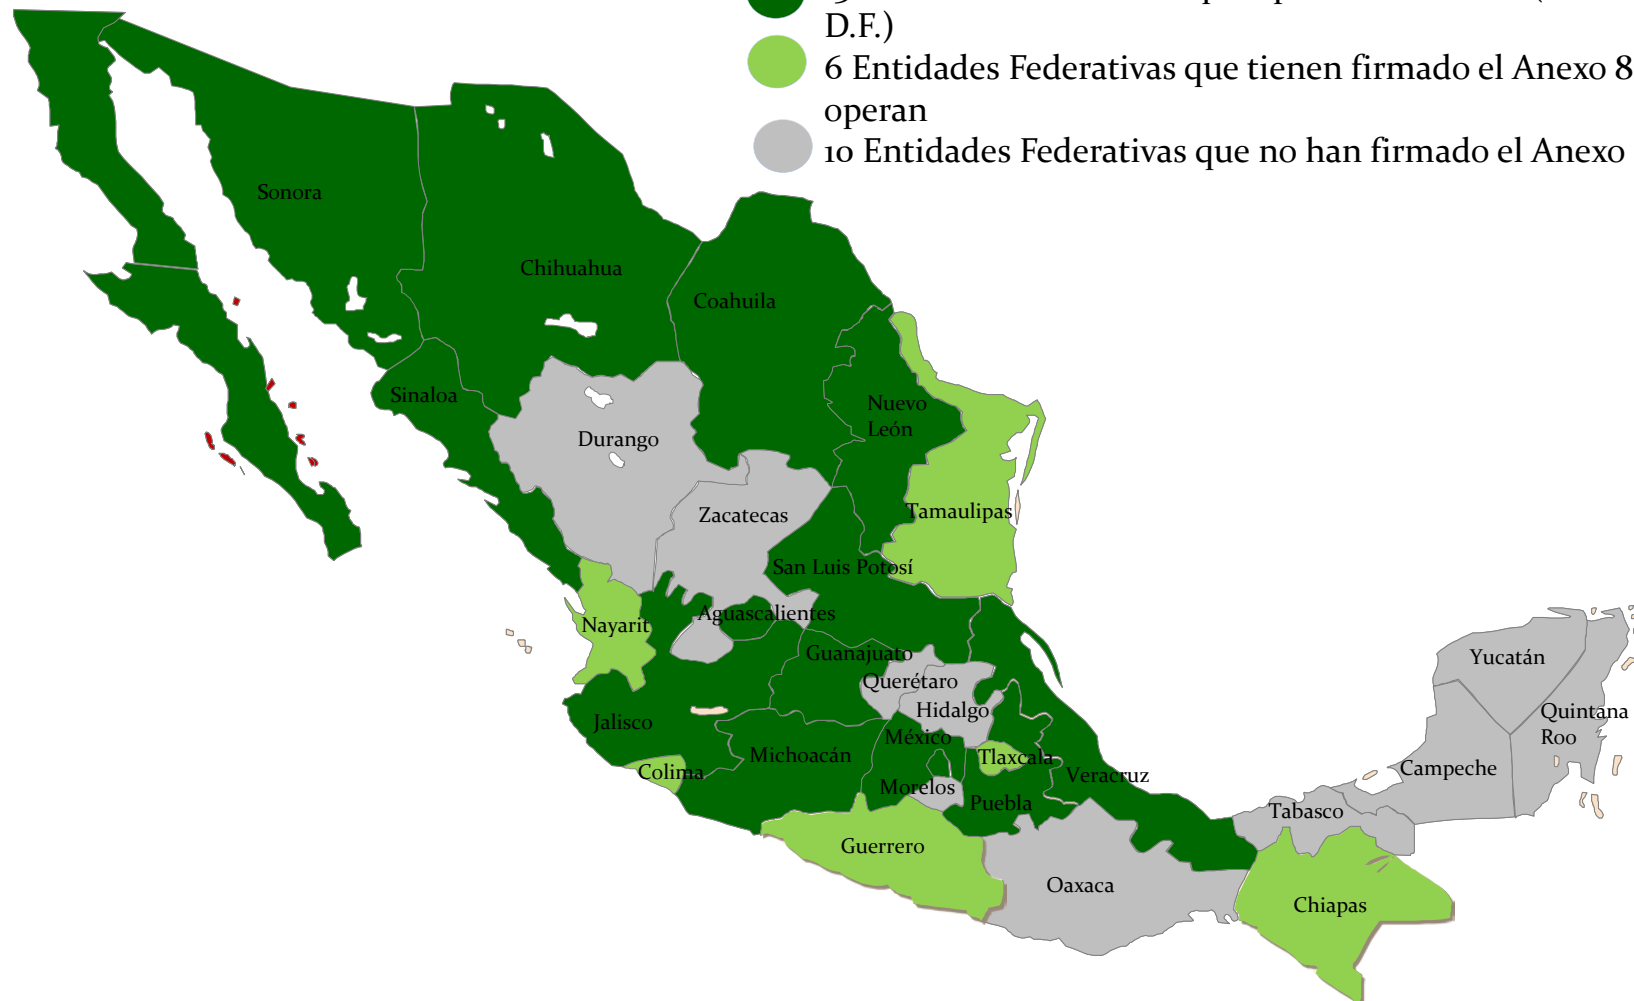 D.F.)
6 Entidades Federativas que tienen firmado el Anexo 8
operan
10 Entidades Federativas que no han firmado el Anexo
Sonora
Chihuahua
Coahuila
Sinaloa
Nuevo
León
Durango
Tamaulipas
Zacatecas
San Luis Potosí
Aguascalientes
Nayarit
Guanajuato
Yucatán
Querétaro
Hidalgo
Quintana
Roo
Jalisco
México
Michoacán
Tlaxcala
Colima
Veracruz
Campeche
Morelos
Puebla
Tabasco
Guerrero
Oaxaca
Chiapas